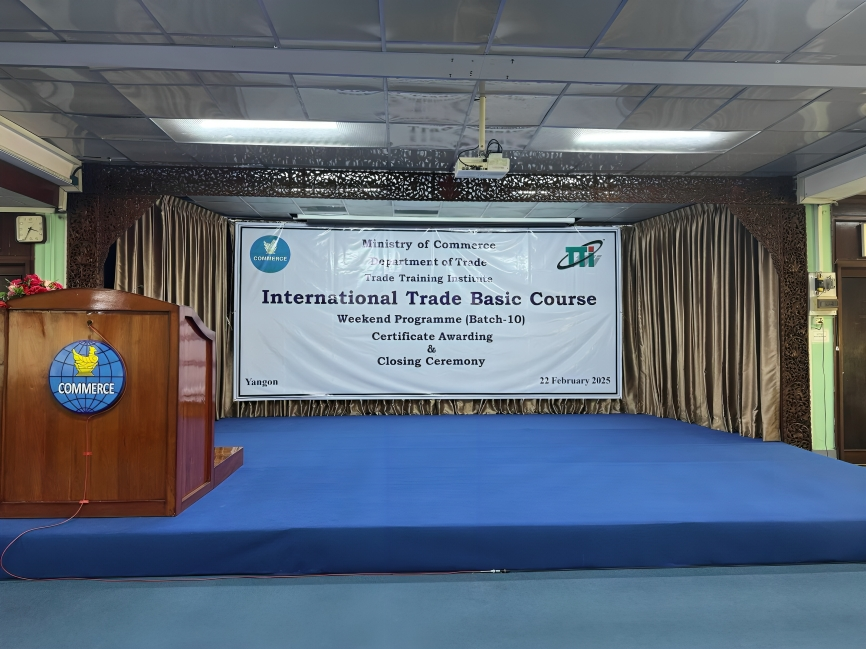 Ministry of Commerce
COMMERCE
Department of Trade
TTi
Trade Training Institute
International Trade Basic Course
Weekend Programme (Batch-10)
Certificate Awarding
&
Closing Ceremony
Yangon
22 February 2025
COMMERCE